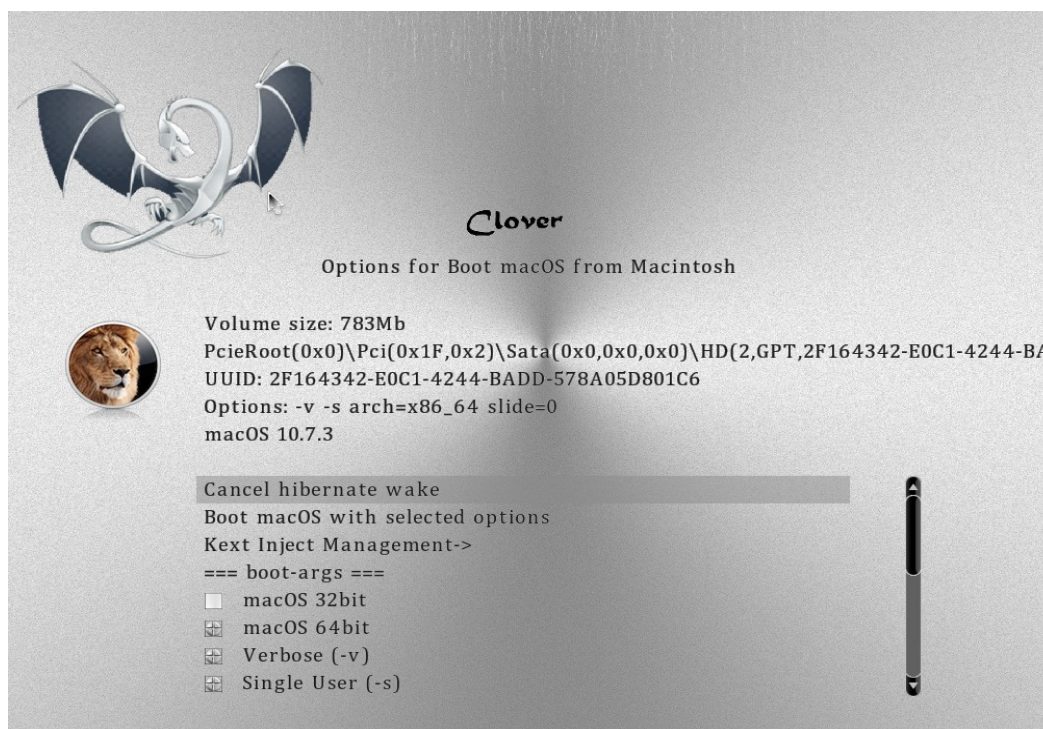 Clover
Options for Boot macOS from Macintosh
Volume size: 783Mb
PcieRoot(0x0)\Pci(0x1F,0x2)\Sata(0x0,0x0,0x0)\HD(2,GPT,2F164342-E0C1-4244-BA
UUID: 2F164342-E0C1-4244-BADD-578A05D801C6
Options: -v -s arch=x86_64 slide=0
macOS 10.7.3
Cancel hibernate wake
Boot macOS with selected options
Kext Inject Management->
=== boot-args ===
macOS 32bit
macOS 64bit
Verbose (-v)
Single User (-s)